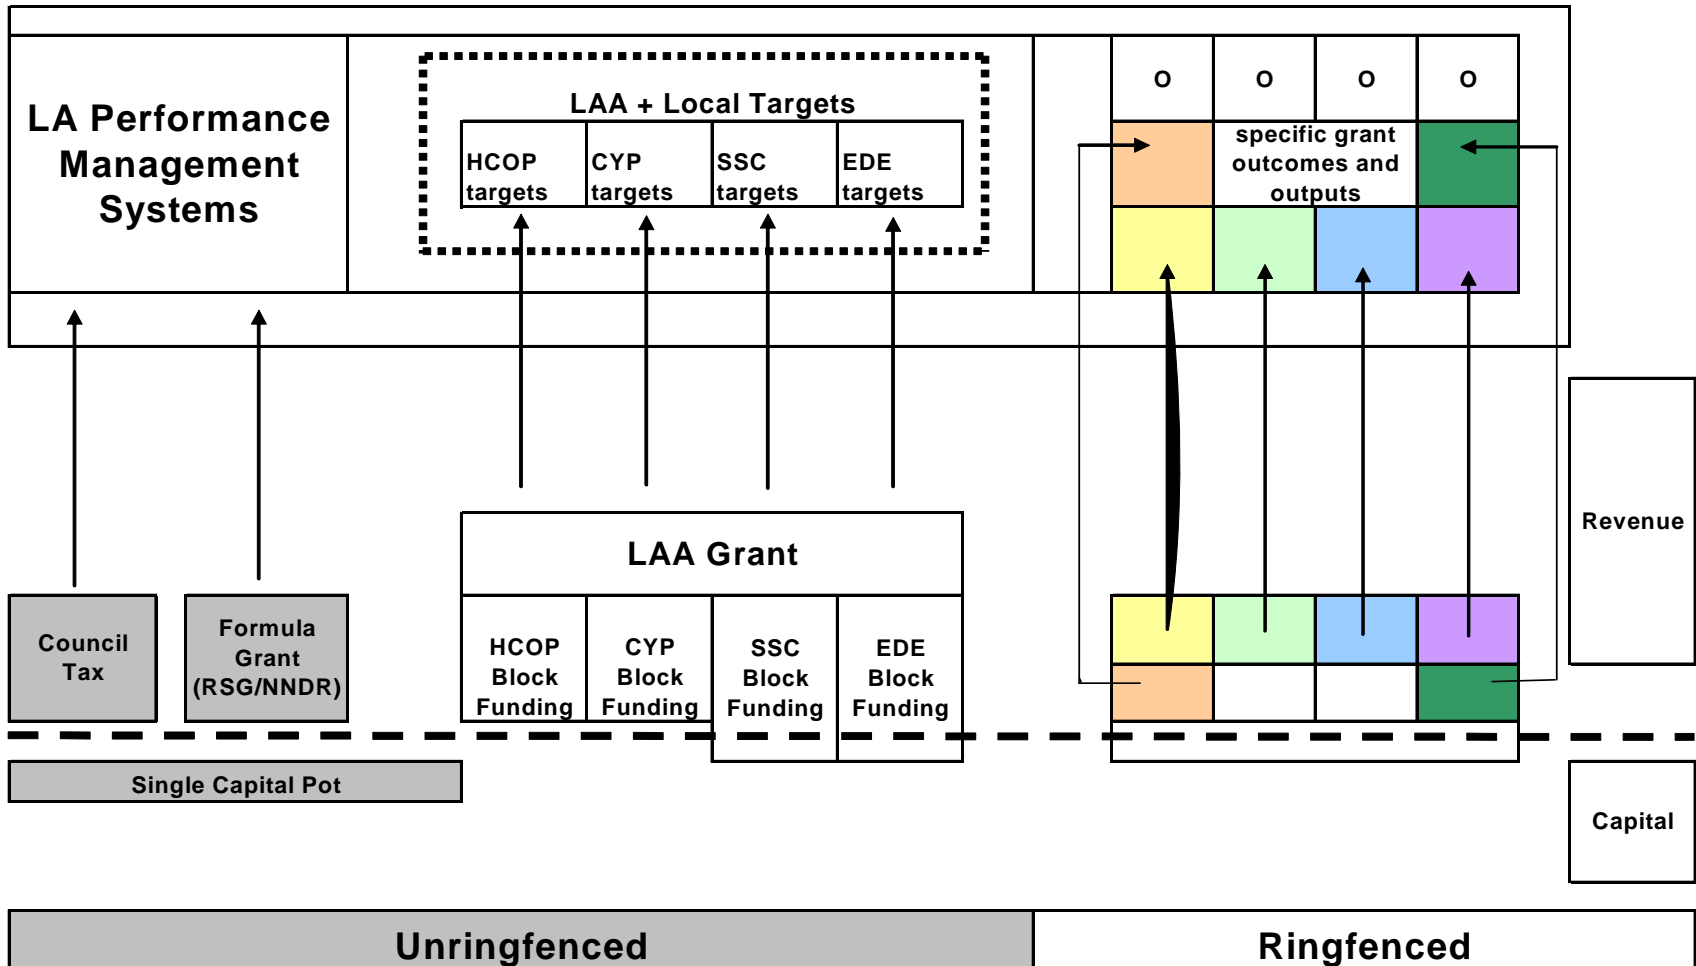 O O O O
LA Performance
Management
Systems
LAA + Local Targets
HCOP
targets
CYP
targets
SSC
targets
EDE
targets
specific grant
outcomes and
outputs
Revenue
LAA Grant
Council
Tax
Formula
Grant
(RSG/NNDR)
HCOP
Block
Funding
CYP
Block
Funding
SSC
Block
Funding
EDE
Block
Funding
Single Capital Pot
Capital
Unringfenced
Ringfenced